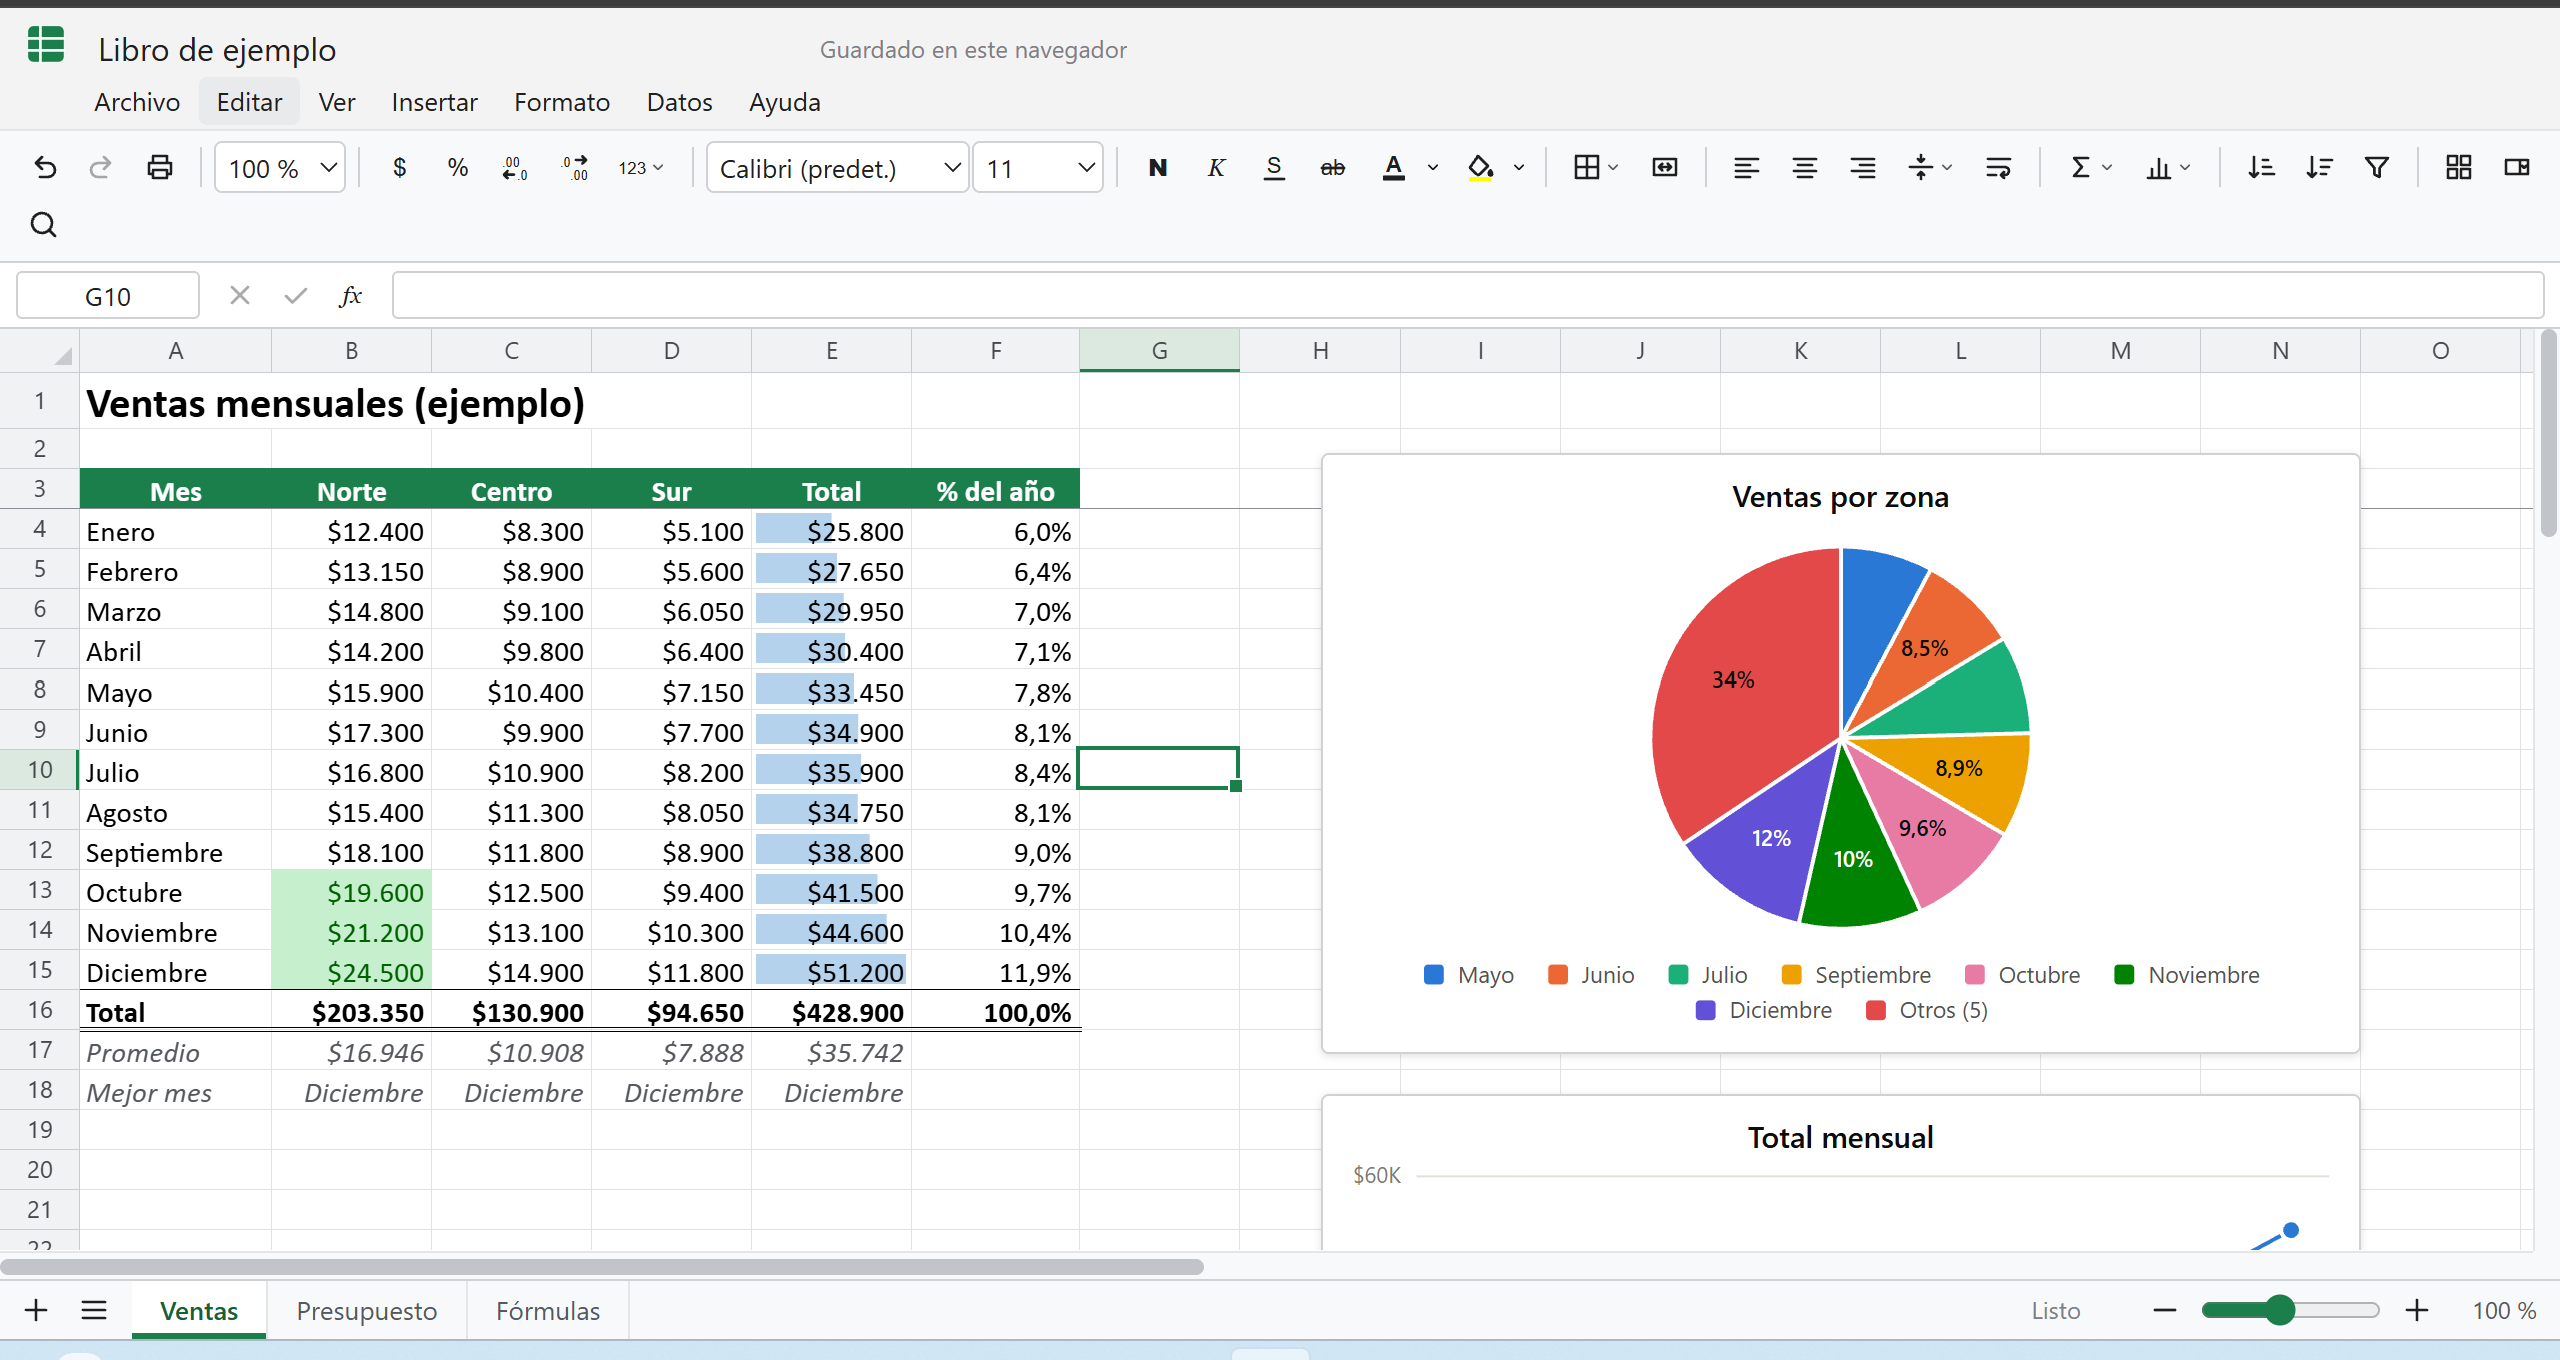 Libro de ejemplo
Guardado en este navegador
Archivo Editar Ver Insertar Formato Datos Ayuda
100 % $ % .00 .0 .0 .00 123 Calibri (predet.) 11 N K S ab A Σ
G10 fx
A B C D E F G H I J K L M N O
1 Ventas mensuales (ejemplo)
2
3 Mes Norte Centro Sur Total % del año
4 Enero $12.400 $8.300 $5.100 $25.800 6,0%
5 Febrero $13.150 $8.900 $5.600 $27.650 6,4%
6 Marzo $14.800 $9.100 $6.050 $29.950 7,0%
7 Abril $14.200 $9.800 $6.400 $30.400 7,1%
8 Mayo $15.900 $10.400 $7.150 $33.450 7,8%
9 Junio $17.300 $9.900 $7.700 $34.900 8,1%
10 Julio $16.800 $10.900 $8.200 $35.900 8,4%
11 Agosto $15.400 $11.300 $8.050 $34.750 8,1%
12 Septiembre $18.100 $11.800 $8.900 $38.800 9,0%
13 Octubre $19.600 $12.500 $9.400 $41.500 9,7%
14 Noviembre $21.200 $13.100 $10.300 $44.600 10,4%
15 Diciembre $24.500 $14.900 $11.800 $51.200 11,9%
16 Total $203.350 $130.900 $94.650 $428.900 100,0%
17 Promedio $16.946 $10.908 $7.888 $35.742
18 Mejor mes Diciembre Diciembre Diciembre Diciembre
19
20
21
22
Ventas por zona
8,5%
34%
8,9%
9,6%
12%
10%
Mayo Junio Julio Septiembre Octubre Noviembre
Diciembre Otros (5)
Total mensual
$60K
Ventas Presupuesto Fórmulas
Listo 100 %